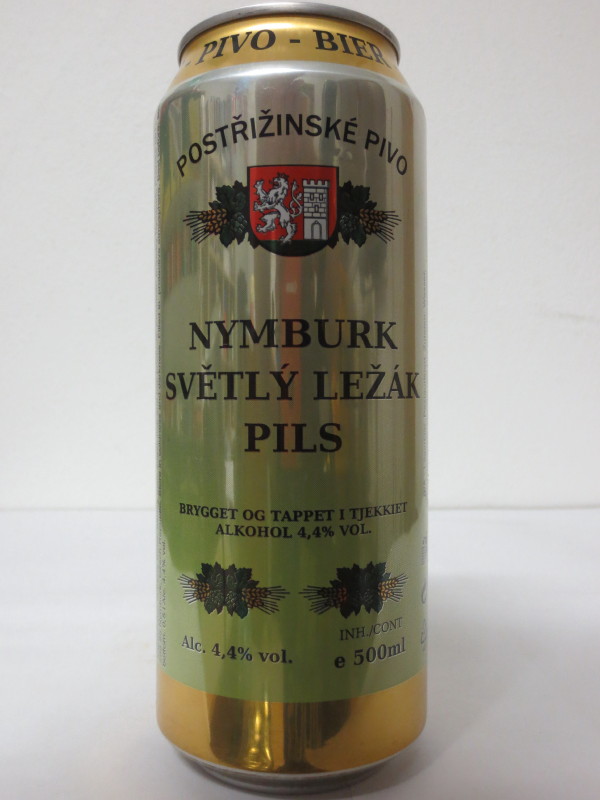 PIVO - BIER
POSTŘIŽINSKÉ PIVO
NYMBURK
SVĚTLÝ LEŽÁK
PILS
BRYGGET OG TAPPET I TJEKKIET
ALKOHOL 4,4% VOL.
INH./CONT
Alc. 4,4% vol.
e 500ml